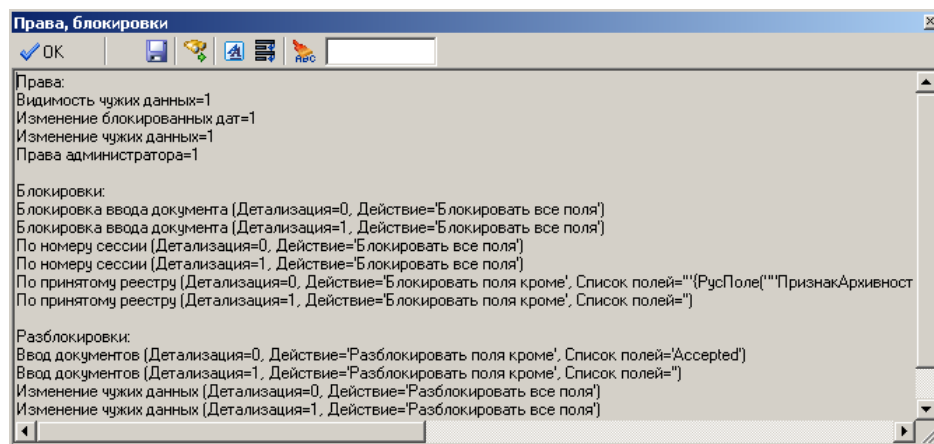 Права, блокировки
OK
ABC
Права:
Видимость чужих данных=1
Изменение блокированных дат=1
Изменение чужих данных=1
Права администратора=1
Блокировки:
Блокировка ввода документа (Детализация=0, Действие='Блокировать все поля')
Блокировка ввода документа (Детализация=1, Действие='Блокировать все поля')
По номеру сессии (Детализация=0, Действие='Блокировать все поля')
По номеру сессии (Детализация=1, Действие='Блокировать все поля')
По принятому реестру (Детализация=0, Действие='Блокировать поля кроме', Список полей='''{РусПоле(''''ПризнакАрхивност
По принятому реестру (Детализация=1, Действие='Блокировать поля кроме', Список полей='')
Разблокировки:
Ввод документов (Детализация=0, Действие='Разблокировать поля кроме', Список полей='Accepted')
Ввод документов (Детализация=1, Действие='Разблокировать поля кроме', Список полей='')
Изменение чужих данных (Детализация=0, Действие='Разблокировать все поля')
Изменение чужих данных (Детализация=1, Действие='Разблокировать все поля')